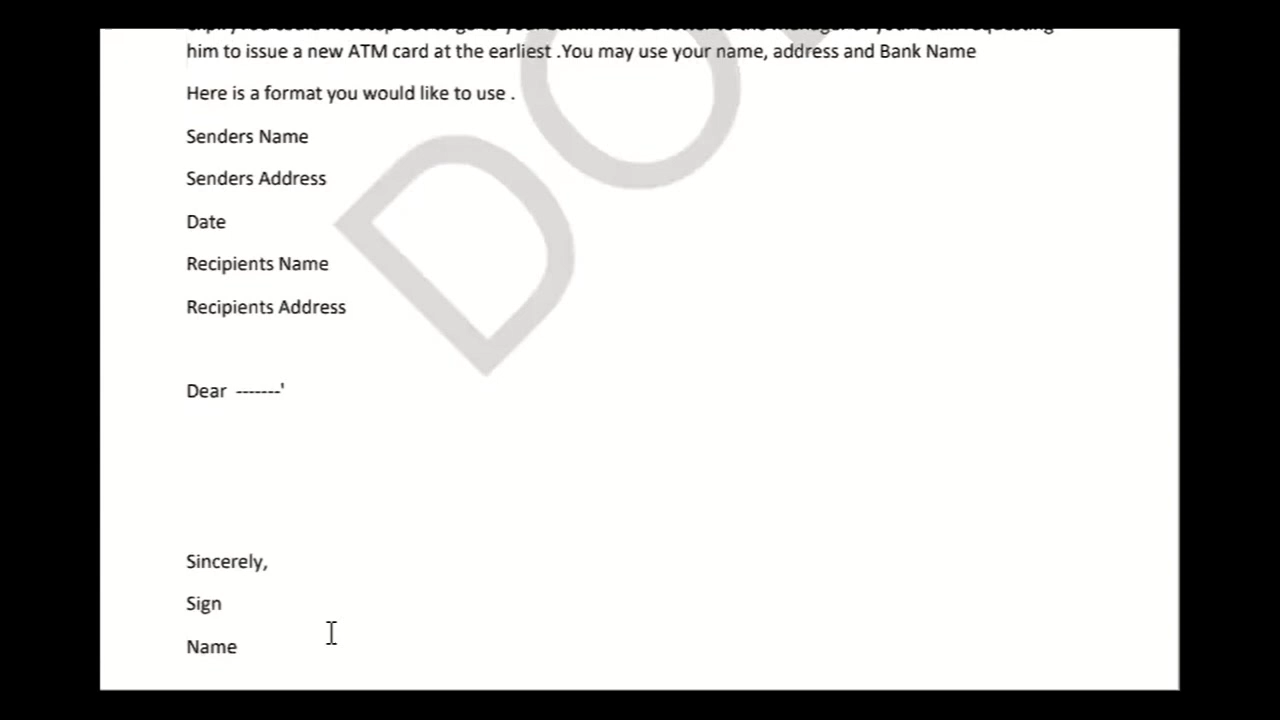 him to issue a new ATM card at the earliest .You may use your name, address and Bank Name
Here is a format you would like to use .
Senders Name
Senders Address
Date
Recipients Name
Recipients Address
Dear -------'
Sincerely,
Sign
Name